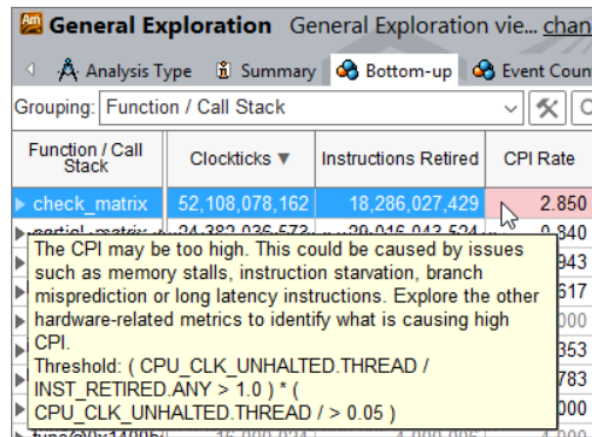 Am General Exploration General Exploration vie... chan
Analysis Type Summary Bottom-up Event Coun
Grouping: Function / Call Stack
Function / Call Stack Clockticks Instructions Retired CPI Rate
check_matrix 52,108,078,162 18,286,027,429 2.850
0.840
The CPI may be too high. This could be caused by issues
943
such as memory stalls, instruction starvation, branch
misprediction or long latency instructions. Explore the other
617
hardware-related metrics to identify what is causing high
000
CPI.
353
Threshold: ( CPU_CLK_UNHALTED.THREAD /
783
INST_RETIRED.ANY > 1.0 ) * (
000
CPU_CLK_UNHALTED.THREAD / > 0.05 )